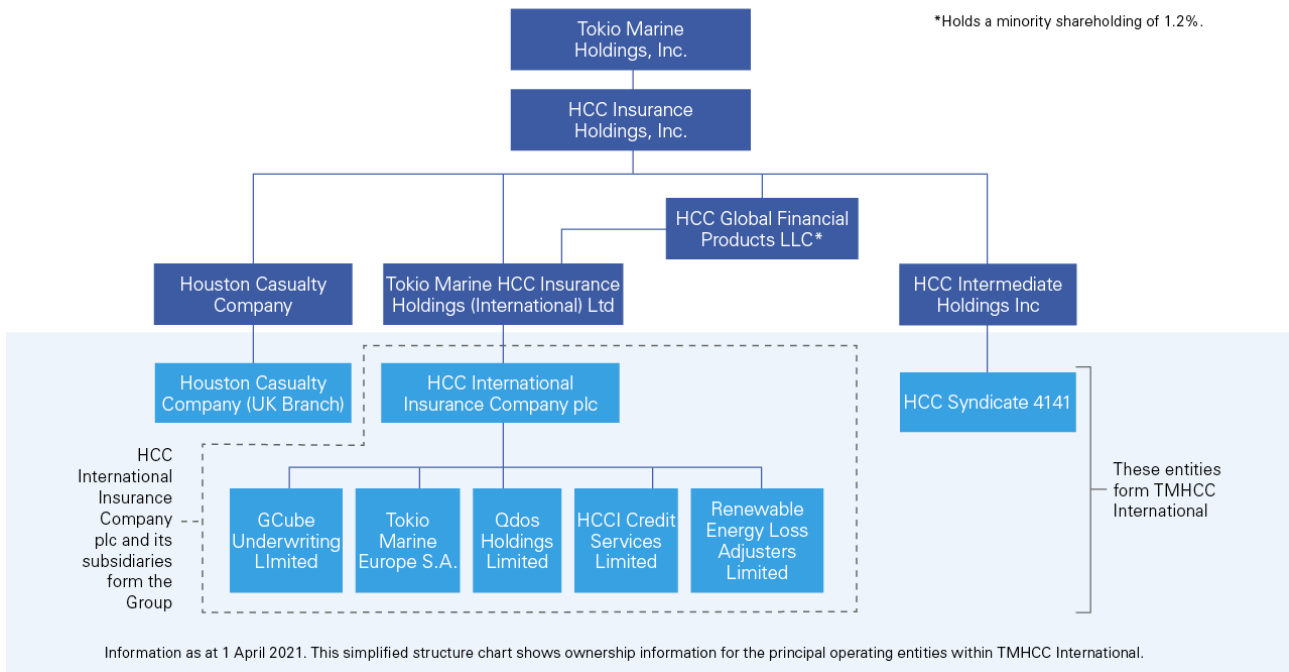 *Holds a minority shareholding of 1.2%.
Tokio Marine
Holdings, Inc.
HCC Insurance
Holdings, Inc.
HCC Global Financial
Products LLC*
Houston Casualty
Company
Tokio Marine HCC Insurance
Holdings (International) Ltd
HCC Intermediate
Holdings Inc
Houston Casualty
Company (UK Branch)
HCC International
Insurance Company plc
HCC Syndicate 4141
HCC
International
Insurance
Company
plc and its
subsidiaries
form the
Group
GCube
Underwriting
LImited
Tokio
Marine
Europe S.A.
Qdos
Holdings
Limited
HCCI Credit
Services
Limited
Renewable
Energy Loss
Adjusters
Limited
These entities
form TMHCC
International
Information as at 1 April 2021. This simplified structure chart shows ownership information for the principal operating entities within TMHCC International.